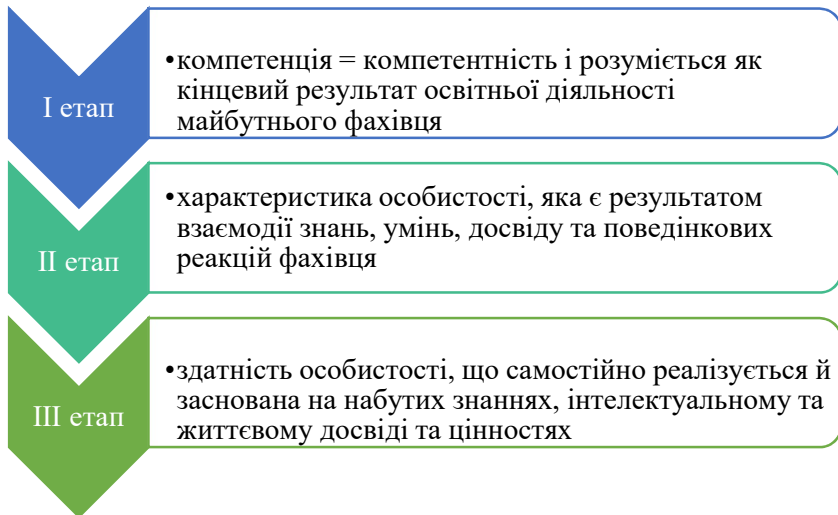 І етап
•компетенція = компетентність і розуміється як
кінцевий результат освітньої діяльності
майбутнього фахівця
ІІ етап
•характеристика особистості, яка є результатом
взаємодії знань, умінь, досвіду та поведінкових
реакцій фахівця
ІІІ етап
•здатність особистості, що самостійно реалізується й
заснована на набутих знаннях, інтелектуальному та
життєвому досвіді та цінностях